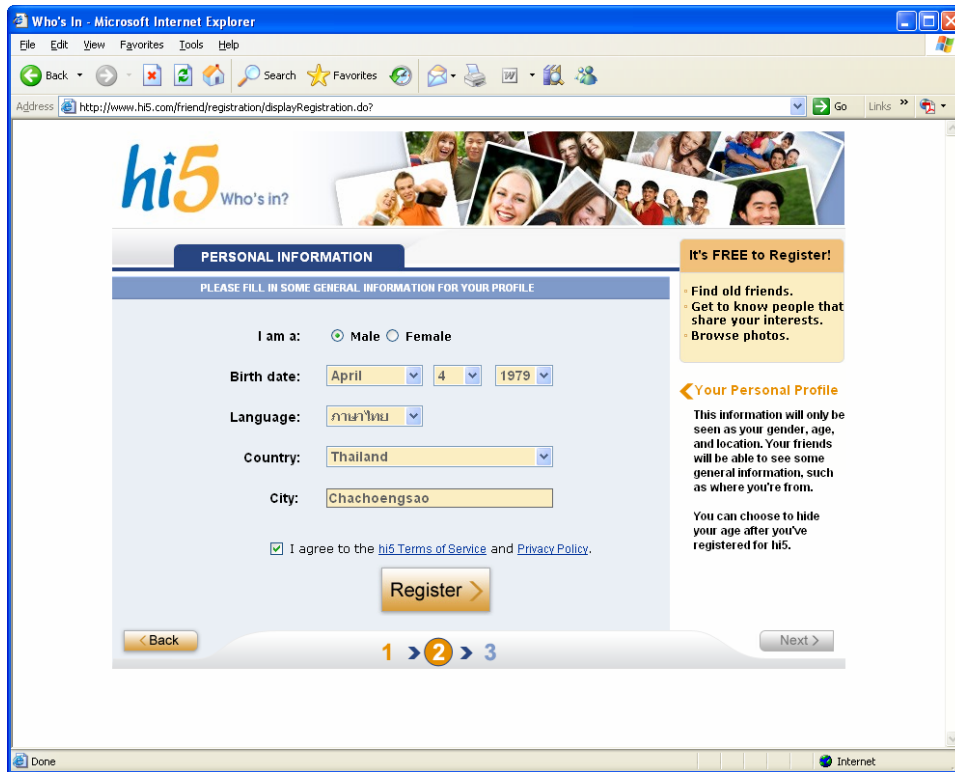 Who's In - Microsoft Internet Explorer
File Edit View Favorites Tools Help
Back Search Favorites
Address http://www.hi5.com/friend/registration/displayRegistration.do? Go Links »
hi5 Who's in?
PERSONAL INFORMATION
PLEASE FILL IN SOME GENERAL INFORMATION FOR YOUR PROFILE
I am a: Male Female
Birth date: April 4 1979
Language: ภาษาไทย
Country: Thailand
City: Chachoengsao
I agree to the hi5 Terms of Service and Privacy Policy.
Register
Back
1 2 3
Next
It's FREE to Register!
Find old friends.
Get to know people that
share your interests.
Browse photos.
Your Personal Profile
This information will only be
seen as your gender, age,
and location. Your friends
will be able to see some
general information, such
as where you're from.
You can choose to hide
your age after you've
registered for hi5.
Done Internet